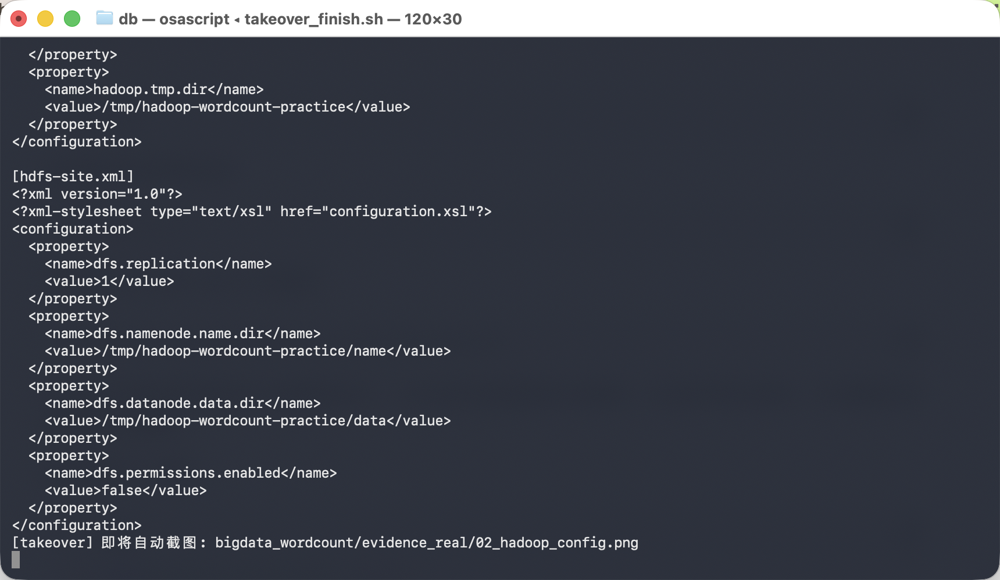 db — osascript ◂ takeover_finish.sh — 120×30
  </property>
  <property>
    <name>hadoop.tmp.dir</name>
    <value>/tmp/hadoop-wordcount-practice</value>
  </property>
</configuration>
[hdfs-site.xml]
<?xml version="1.0"?>
<?xml-stylesheet type="text/xsl" href="configuration.xsl"?>
<configuration>
  <property>
    <name>dfs.replication</name>
    <value>1</value>
  </property>
  <property>
    <name>dfs.namenode.name.dir</name>
    <value>/tmp/hadoop-wordcount-practice/name</value>
  </property>
  <property>
    <name>dfs.datanode.data.dir</name>
    <value>/tmp/hadoop-wordcount-practice/data</value>
  </property>
  <property>
    <name>dfs.permissions.enabled</name>
    <value>false</value>
  </property>
</configuration>
[takeover] 即将自动截图: bigdata_wordcount/evidence_real/02_hadoop_config.png